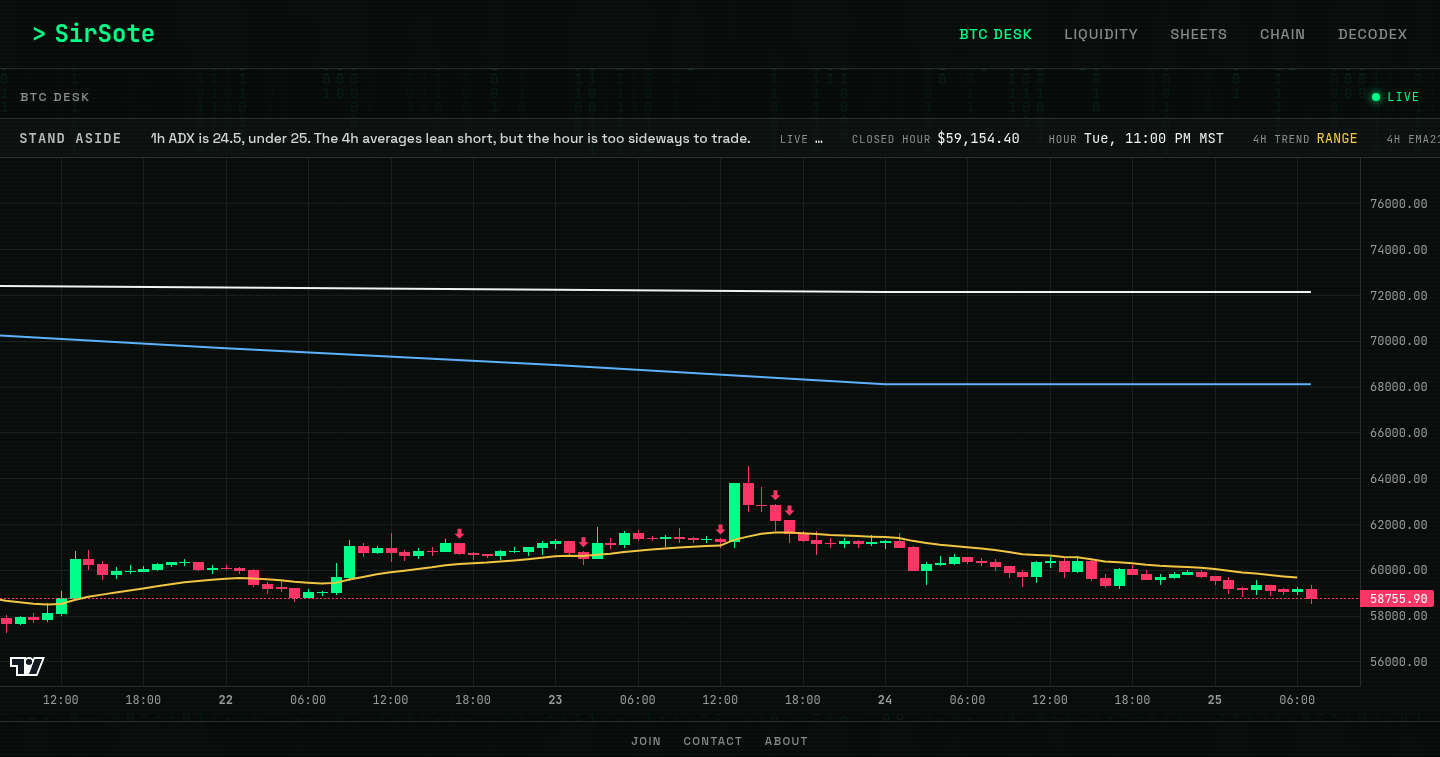 > SirSote
BTC DESK LIQUIDITY SHEETS CHAIN DECODEX
BTC DESK
LIVE
STAND ASIDE 1h ADX is 24.5, under 25. The 4h averages lean short, but the hour is too sideways to trade. LIVE … CLOSED HOUR $59,154.40 HOUR Tue, 11:00 PM MST 4H TREND RANGE 4H EMA21
76000.00
74000.00
72000.00
70000.00
68000.00
66000.00
64000.00
62000.00
60000.00
58755.90
58000.00
56000.00
12:00 18:00 22 06:00 12:00 18:00 23 06:00 12:00 18:00 24 06:00 12:00 18:00 25 06:00
JOIN CONTACT ABOUT